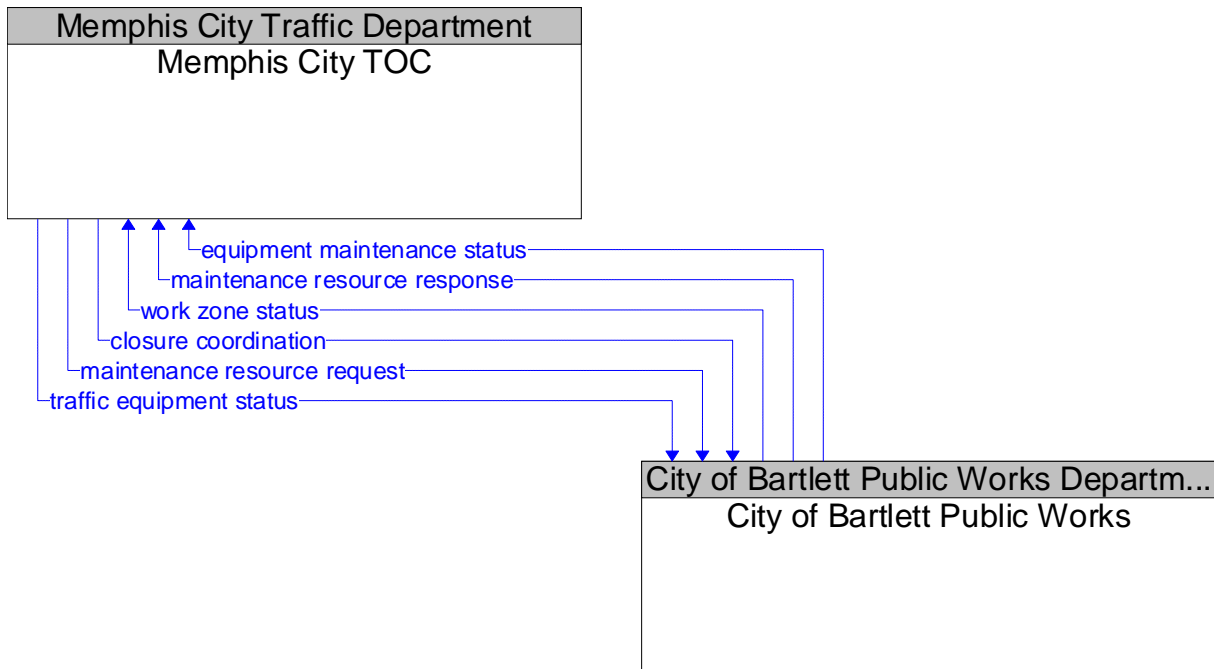 Memphis City Traffic Department
Memphis City TOC
equipment maintenance status
maintenance resource response
work zone status
closure coordination
maintenance resource request
traffic equipment status
City of Bartlett Public Works Departm...
City of Bartlett Public Works